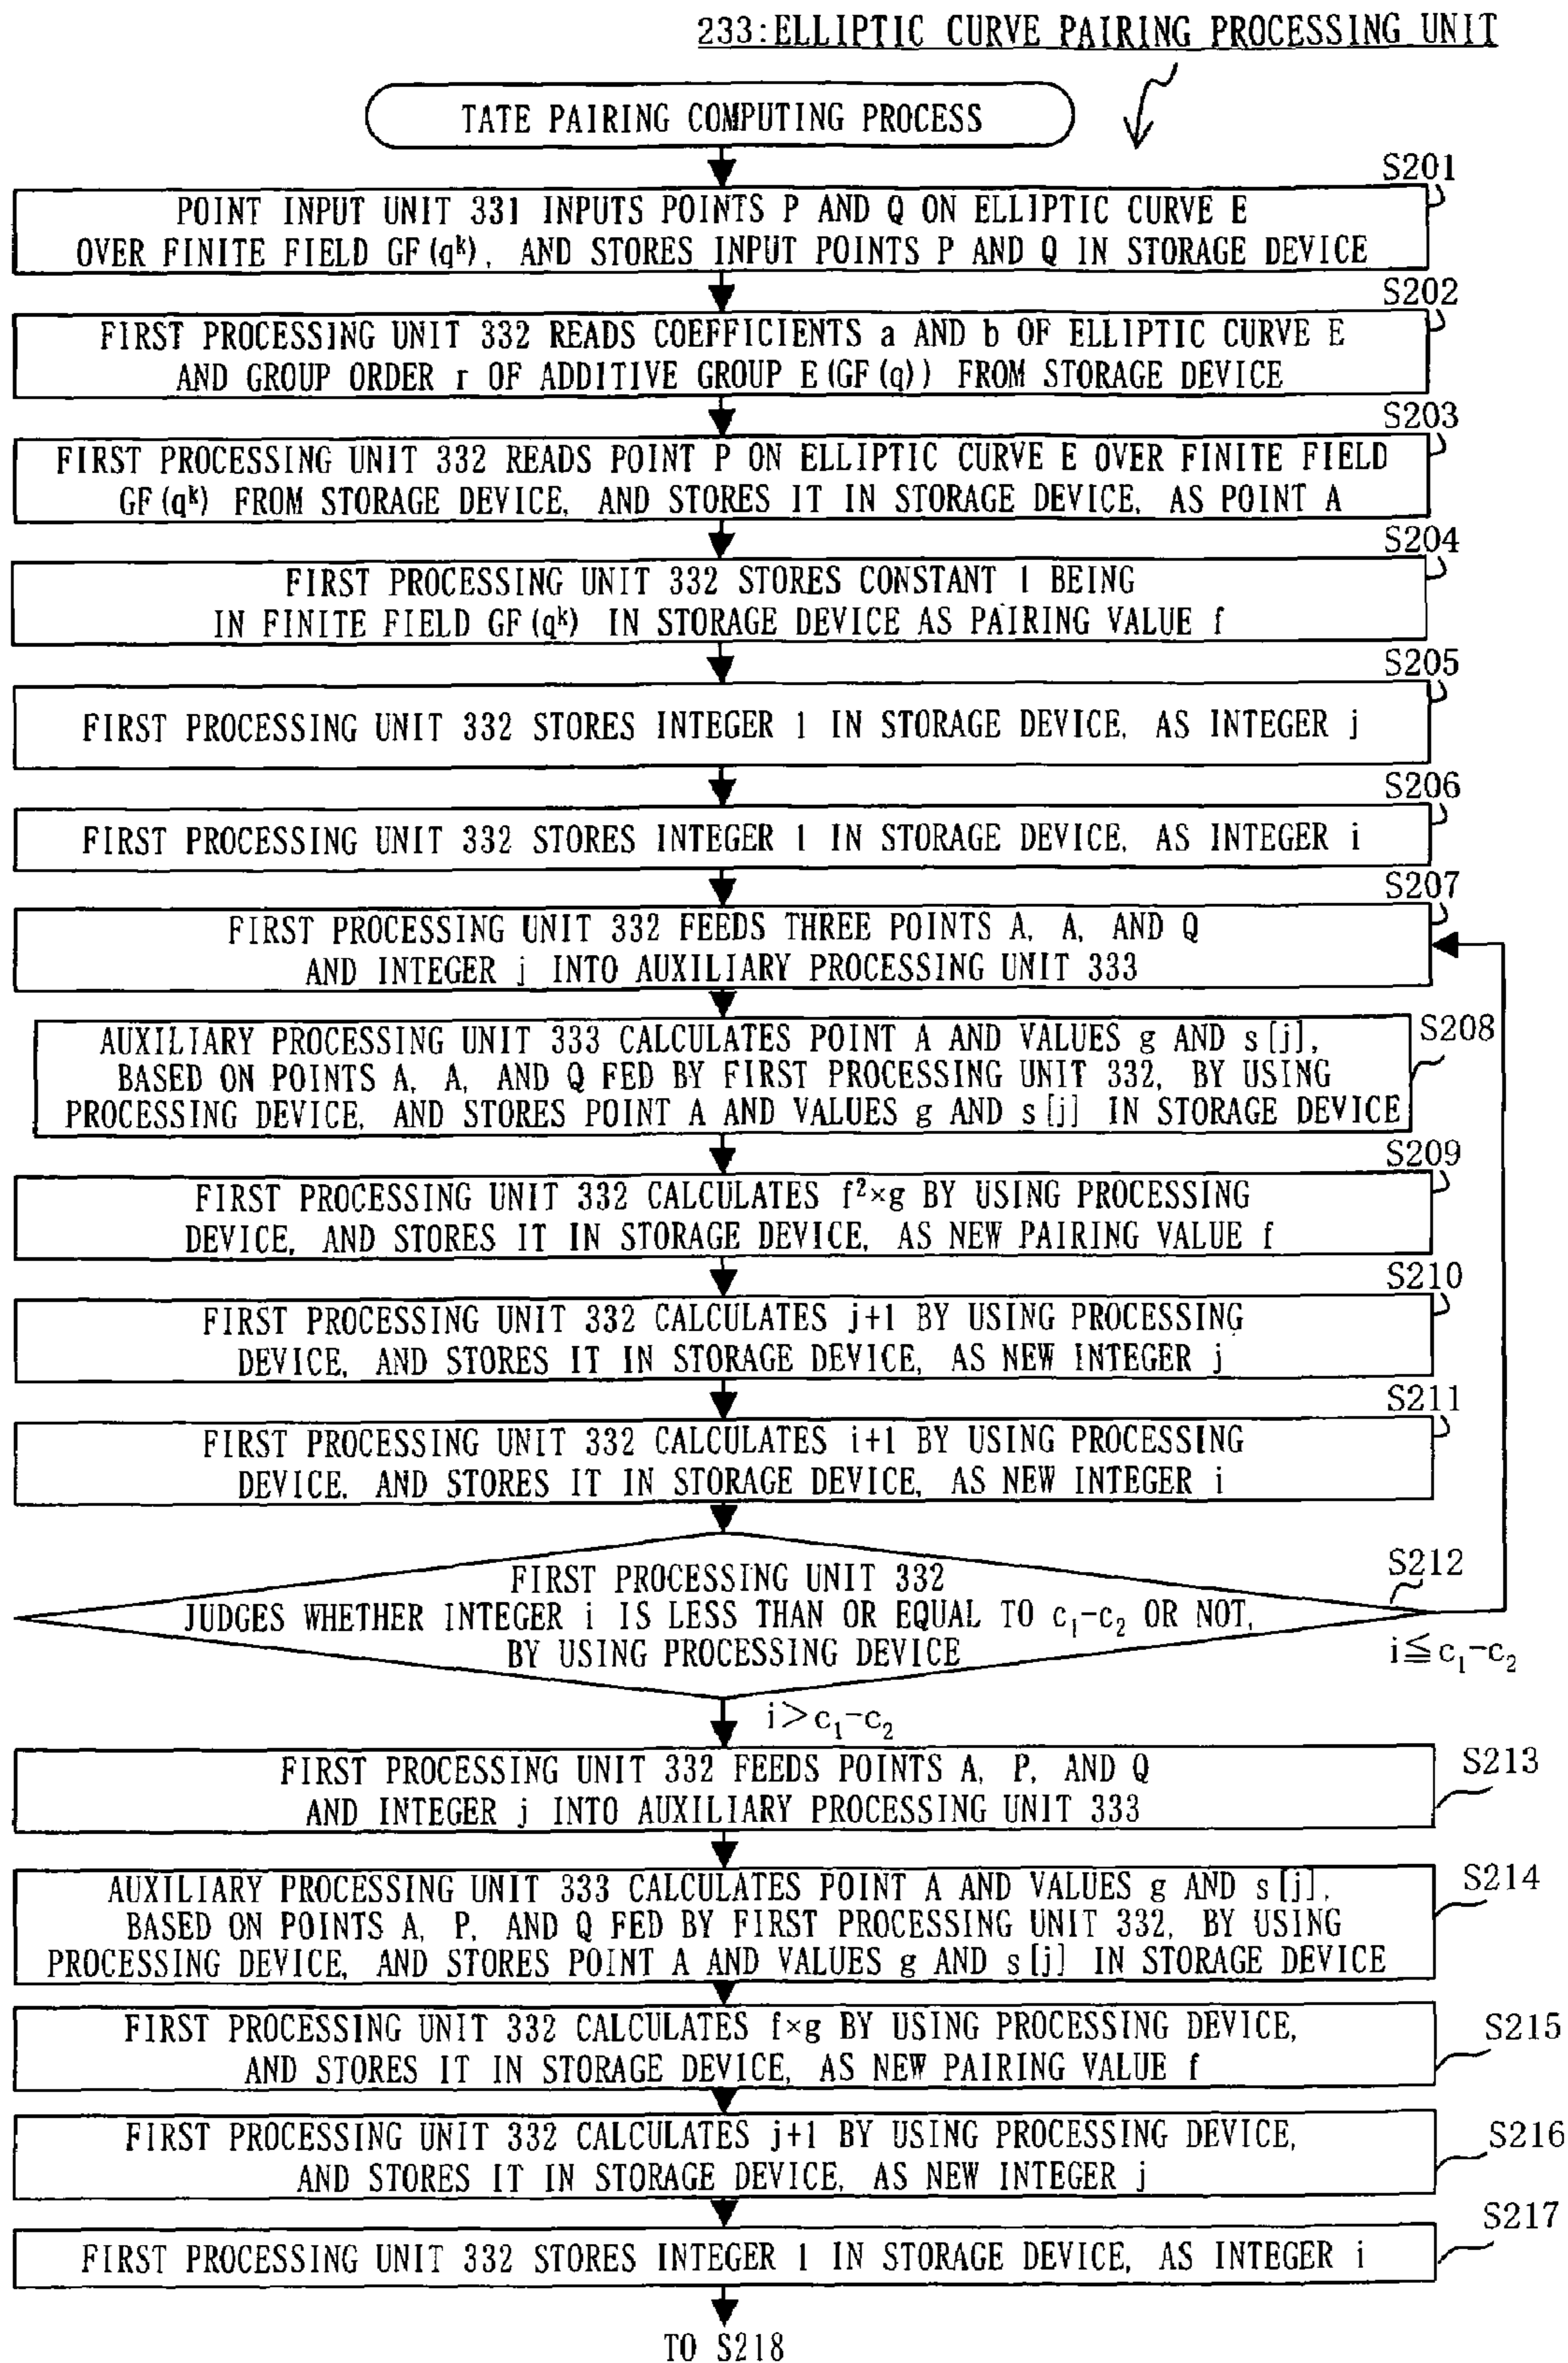 233:ELLIPTIC CURVE PAIRING PROCESSING UNIT
TATE PAIRING COMPUTING PROCESS
S201
POINT INPUT UNIT 331 INPUTS POINTS P AND Q ON ELLIPTIC CURVE E
OVER FINITE FIELD GF(qᵏ), AND STORES INPUT POINTS P AND Q IN STORAGE DEVICE
S202
FIRST PROCESSING UNIT 332 READS COEFFICIENTS a AND b OF ELLIPTIC CURVE E
AND GROUP ORDER r OF ADDITIVE GROUP E(GF(q)) FROM STORAGE DEVICE
S203
FIRST PROCESSING UNIT 332 READS POINT P ON ELLIPTIC CURVE E OVER FINITE FIELD
GF(qᵏ) FROM STORAGE DEVICE, AND STORES IT IN STORAGE DEVICE, AS POINT A
S204
FIRST PROCESSING UNIT 332 STORES CONSTANT 1 BEING
IN FINITE FIELD GF(qᵏ) IN STORAGE DEVICE AS PAIRING VALUE f
S205
FIRST PROCESSING UNIT 332 STORES INTEGER 1 IN STORAGE DEVICE, AS INTEGER j
S206
FIRST PROCESSING UNIT 332 STORES INTEGER 1 IN STORAGE DEVICE, AS INTEGER i
S207
FIRST PROCESSING UNIT 332 FEEDS THREE POINTS A, A, AND Q
AND INTEGER j INTO AUXILIARY PROCESSING UNIT 333
S208
AUXILIARY PROCESSING UNIT 333 CALCULATES POINT A AND VALUES g AND s[j],
BASED ON POINTS A, A, AND Q FED BY FIRST PROCESSING UNIT 332, BY USING
PROCESSING DEVICE, AND STORES POINT A AND VALUES g AND s[j] IN STORAGE DEVICE
S209
FIRST PROCESSING UNIT 332 CALCULATES f²×g BY USING PROCESSING
DEVICE, AND STORES IT IN STORAGE DEVICE, AS NEW PAIRING VALUE f
S210
FIRST PROCESSING UNIT 332 CALCULATES j+1 BY USING PROCESSING
DEVICE, AND STORES IT IN STORAGE DEVICE, AS NEW INTEGER j
S211
FIRST PROCESSING UNIT 332 CALCULATES i+1 BY USING PROCESSING
DEVICE, AND STORES IT IN STORAGE DEVICE, AS NEW INTEGER i
S212
FIRST PROCESSING UNIT 332
JUDGES WHETHER INTEGER i IS LESS THAN OR EQUAL TO c₁-c₂ OR NOT,
BY USING PROCESSING DEVICE
i≦c₁-c₂
i>c₁-c₂
S213
FIRST PROCESSING UNIT 332 FEEDS POINTS A, P, AND Q
AND INTEGER j INTO AUXILIARY PROCESSING UNIT 333
S214
AUXILIARY PROCESSING UNIT 333 CALCULATES POINT A AND VALUES g AND s[j],
BASED ON POINTS A, P, AND Q FED BY FIRST PROCESSING UNIT 332, BY USING
PROCESSING DEVICE, AND STORES POINT A AND VALUES g AND s[j] IN STORAGE DEVICE
S215
FIRST PROCESSING UNIT 332 CALCULATES f×g BY USING PROCESSING DEVICE,
AND STORES IT IN STORAGE DEVICE, AS NEW PAIRING VALUE f
S216
FIRST PROCESSING UNIT 332 CALCULATES j+1 BY USING PROCESSING DEVICE,
AND STORES IT IN STORAGE DEVICE, AS NEW INTEGER j
S217
FIRST PROCESSING UNIT 332 STORES INTEGER 1 IN STORAGE DEVICE, AS INTEGER i
TO S218